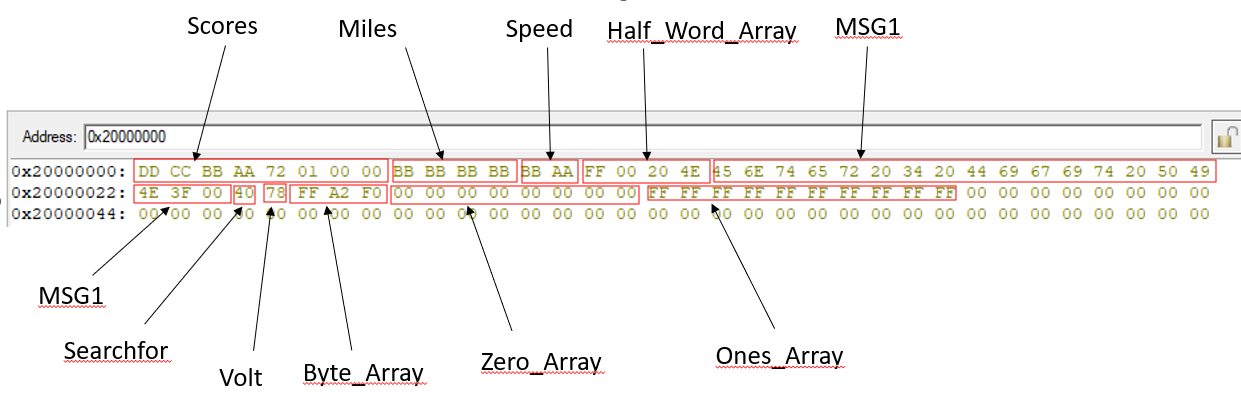 Scores Miles Speed Half_Word_Array MSG1
Address: 0x20000000
0x20000000: DD CC BB AA 72 01 00 00 BB BB BB BB BB AA FF 00 20 4E 45 6E 74 65 72 20 34 20 44 69 67 69 74 20 50 49
0x20000022: 4E 3F 00 40 78 FF A2 F0 00 00 00 00 00 00 00 00 FF FF FF FF FF FF FF FF FF FF 00 00 00 00 00 00 00 00
0x20000044: 00 00 00 00 00 00 00 00 00 00 00 00 00 00 00 00 00 00 00 00 00 00 00 00 00 00 00 00 00 00 00 00 00 00
MSG1
Searchfor
Volt
Byte_Array
Zero_Array
Ones_Array